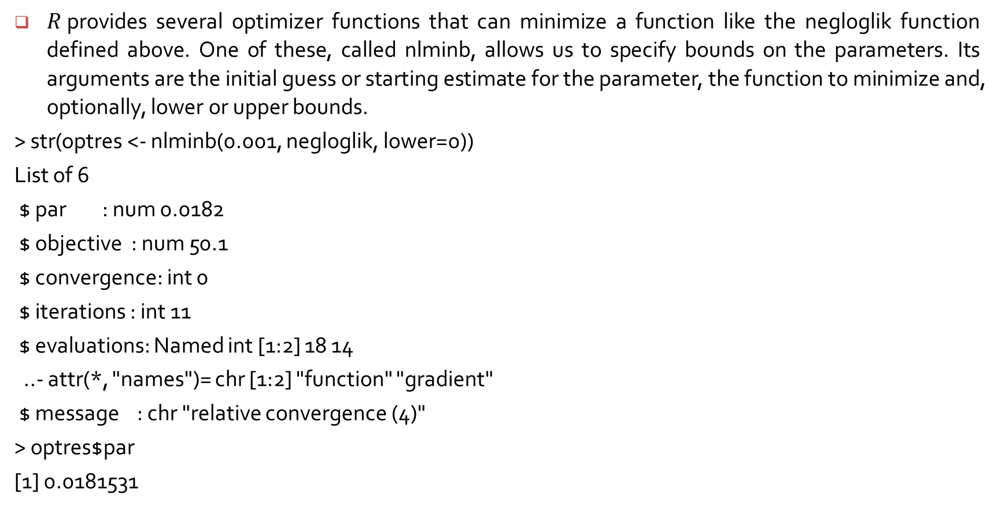 R provides several optimizer functions that can minimize a function like the negloglik function
defined above. One of these, called nlminb, allows us to specify bounds on the parameters. Its
arguments are the initial guess or starting estimate for the parameter, the function to minimize and,
optionally, lower or upper bounds.
> str(optres <- nlminb(0.001, negloglik, lower=0))
List of 6
$ par : num 0.0182
$ objective : num 50.1
$ convergence: int 0
$ iterations : int 11
$ evaluations: Named int [1:2] 18 14
..- attr(*, "names")= chr [1:2] "function" "gradient"
$ message : chr "relative convergence (4)"
> optres$par
[1] 0.0181531